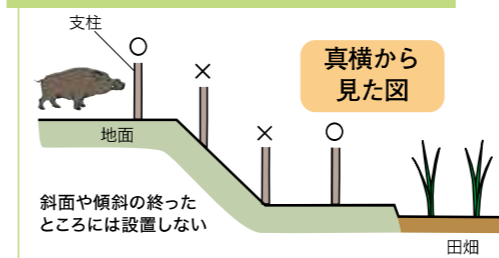 支柱
○
×
真横から
見た図
×
○
地面
斜面や傾斜の終った
ところには設置しない
田畑